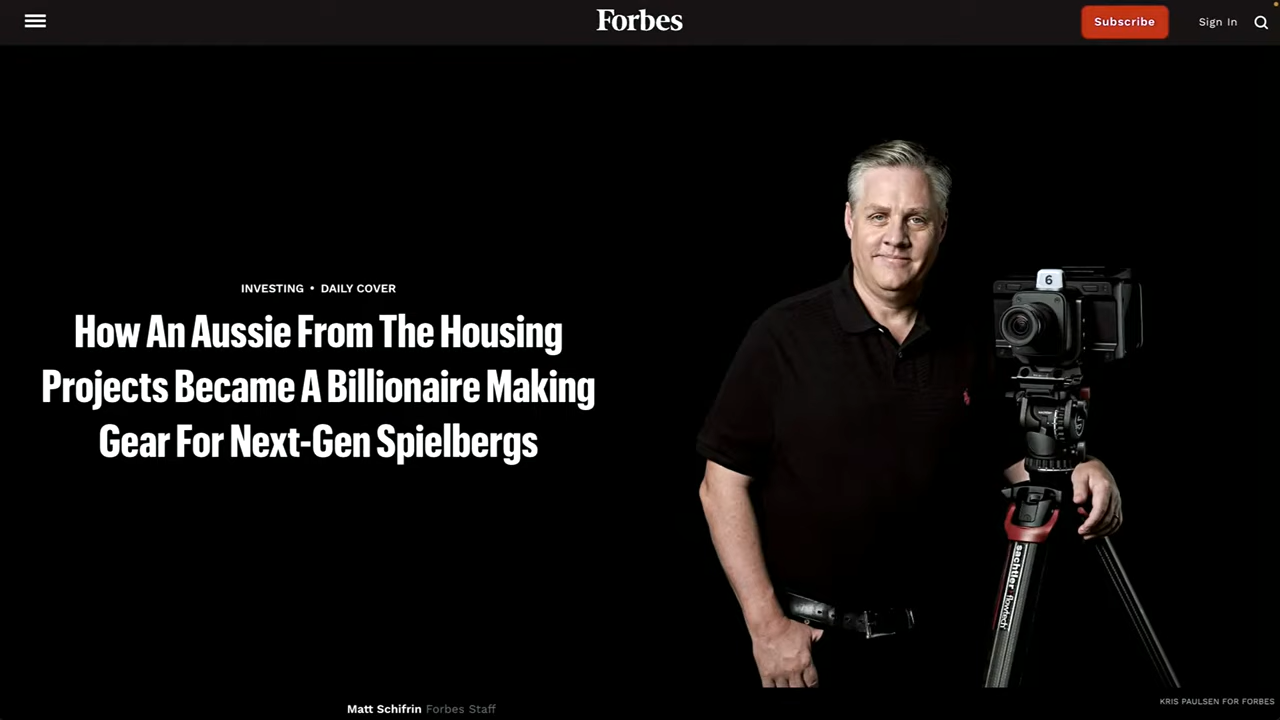 Forbes
Subscribe
Sign In
INVESTING • DAILY COVER
How An Aussie From The Housing
Projects Became A Billionaire Making
Gear For Next-Gen Spielbergs
6
sachtler flowtech
Matt Schifrin Forbes Staff
KRIS PAULSEN FOR FORBES